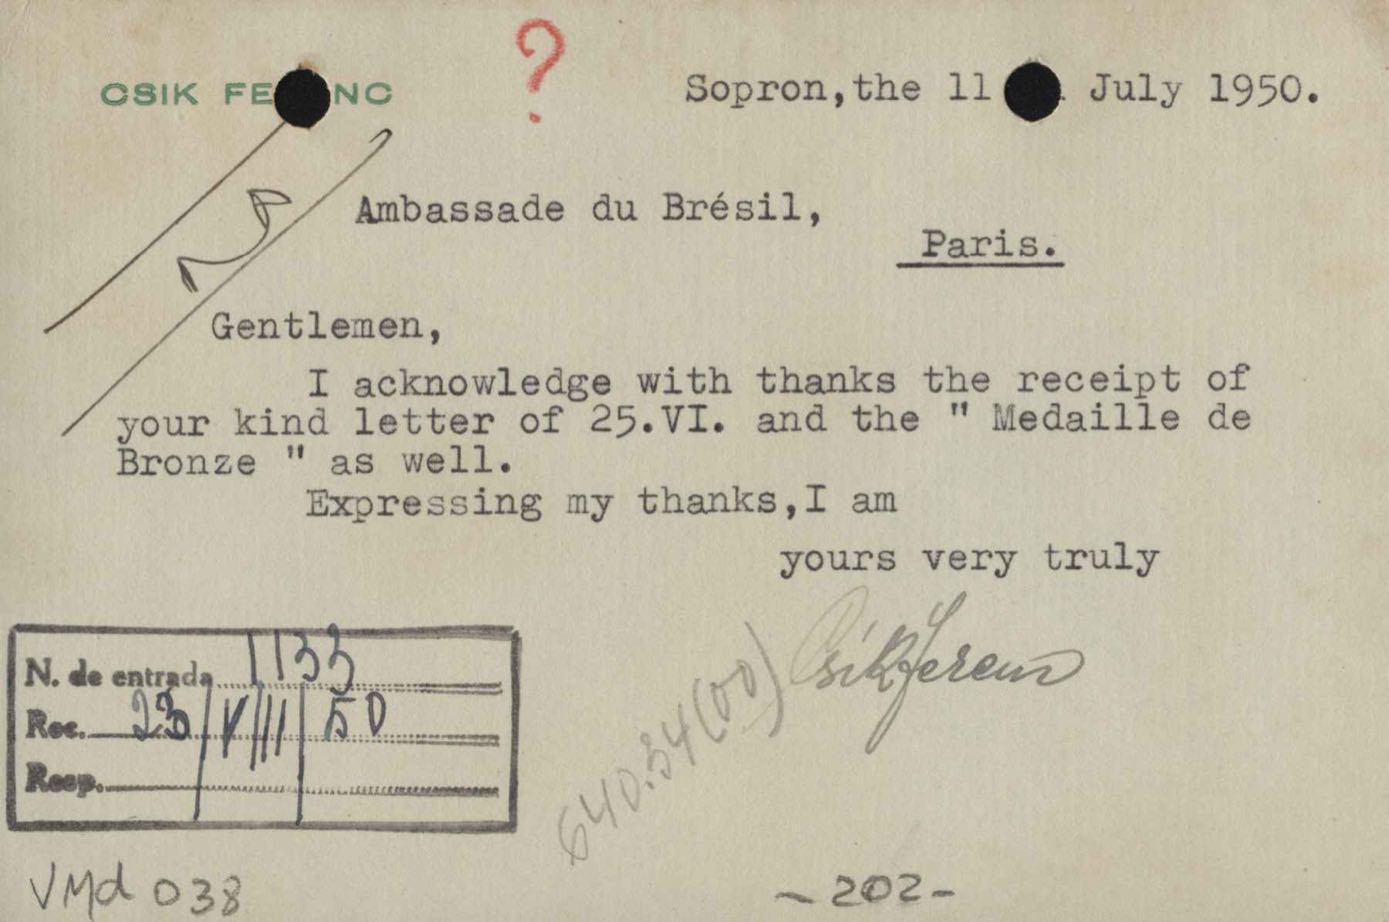 CSIK FE NC
?
Sopron,the 11 July 1950.
Ambassade du Brésil,
Paris.
Gentlemen,
I acknowledge with thanks the receipt of
your kind letter of 25.VI. and the " Medaille de
Bronze " as well.
Expressing my thanks,I am
yours very truly
Csik Ferenc
N. de entrada 1133
Rec. 23/VIII/50
Resp.
640.34(00)
VMd 038
-202-